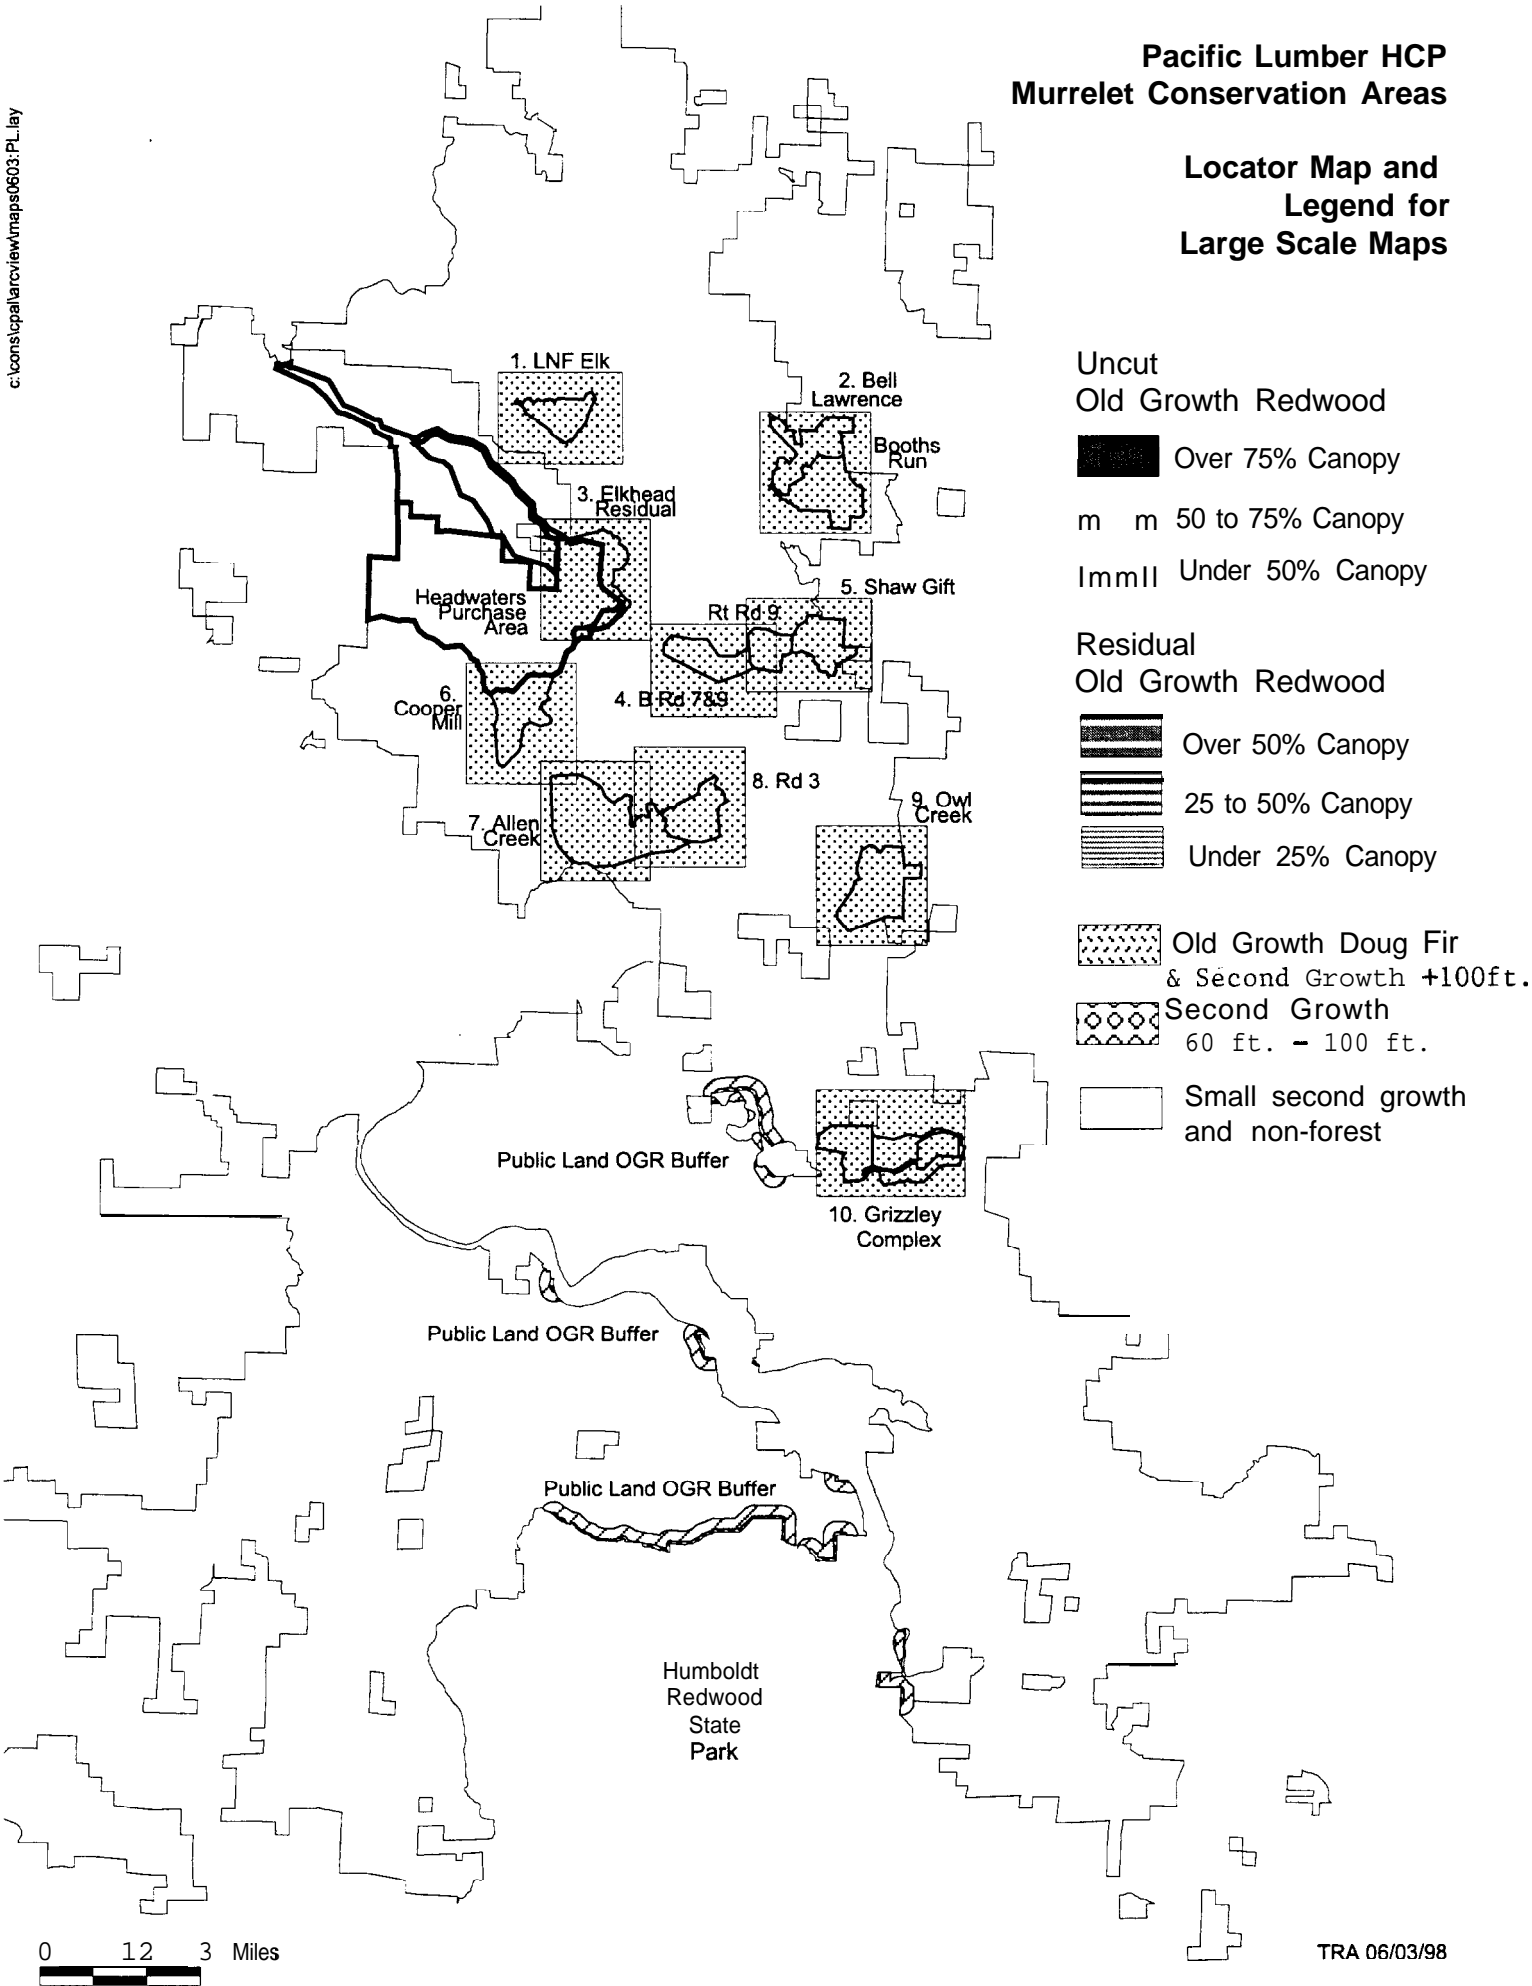 Pacific Lumber HCP
Murrelet Conservation Areas
Locator Map and
Legend for
Large Scale Maps
c:\cons\cpal\arcview\maps0603:PL.lay
1. LNF Elk
2. Bell
Lawrence
Booths
Run
3. Elkhead
Residual
Headwaters
Purchase
Area
5. Shaw Gift
Rt Rd 9
4. B Rd 7&9
6.
Cooper
Mill
8. Rd 3
7. Allen
Creek
9. Owl
Creek
Public Land OGR Buffer
10. Grizzley
Complex
Public Land OGR Buffer
Public Land OGR Buffer
Humboldt
Redwood
State
Park
Uncut
Old Growth Redwood
Over 75% Canopy
m m 50 to 75% Canopy
ImmII Under 50% Canopy
Residual
Old Growth Redwood
Over 50% Canopy
25 to 50% Canopy
Under 25% Canopy
Old Growth Doug Fir
& Second Growth +100ft.
Second Growth
60 ft. – 100 ft.
Small second growth
and non-forest
0 12 3 Miles
TRA 06/03/98